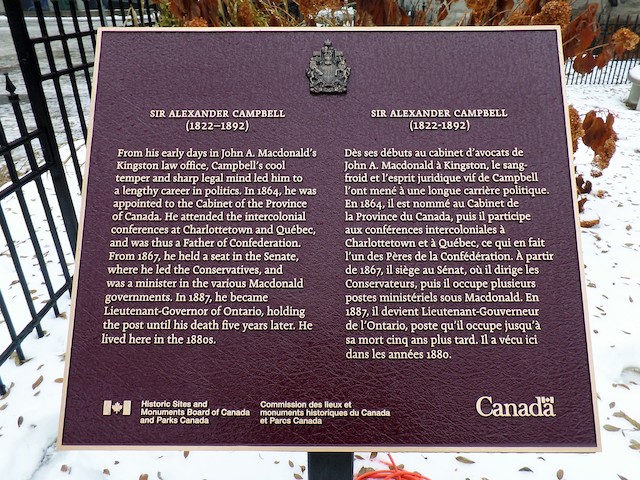 SIR ALEXANDER CAMPBELL
(1822–1892)
From his early days in John A. Macdonald's
Kingston law office, Campbell's cool
temper and sharp legal mind led him to
a lengthy career in politics. In 1864, he was
appointed to the Cabinet of the Province
of Canada. He attended the intercolonial
conferences at Charlottetown and Québec,
and was thus a Father of Confederation.
From 1867, he held a seat in the Senate,
where he led the Conservatives, and
was a minister in the various Macdonald
governments. In 1887, he became
Lieutenant-Governor of Ontario, holding
the post until his death five years later. He
lived here in the 1880s.
SIR ALEXANDER CAMPBELL
(1822-1892)
Dès ses débuts au cabinet d'avocats de
John A. Macdonald à Kingston, le sang-
froid et l'esprit juridique vif de Campbell
l'ont mené à une longue carrière politique.
En 1864, il est nommé au Cabinet de
la Province du Canada, puis il participe
aux conférences intercoloniales à
Charlottetown et à Québec, ce qui en fait
l'un des Pères de la Confédération. À partir
de 1867, il siège au Sénat, où il dirige les
Conservateurs, puis il occupe plusieurs
postes ministériels sous Macdonald. En
1887, il devient Lieutenant-Gouverneur
de l'Ontario, poste qu'il occupe jusqu'à
sa mort cinq ans plus tard. Il a vécu ici
dans les années 1880.
Historic Sites and
Monuments Board of Canada
and Parks Canada
Commission des lieux et
monuments historiques du Canada
et Parcs Canada
Canada